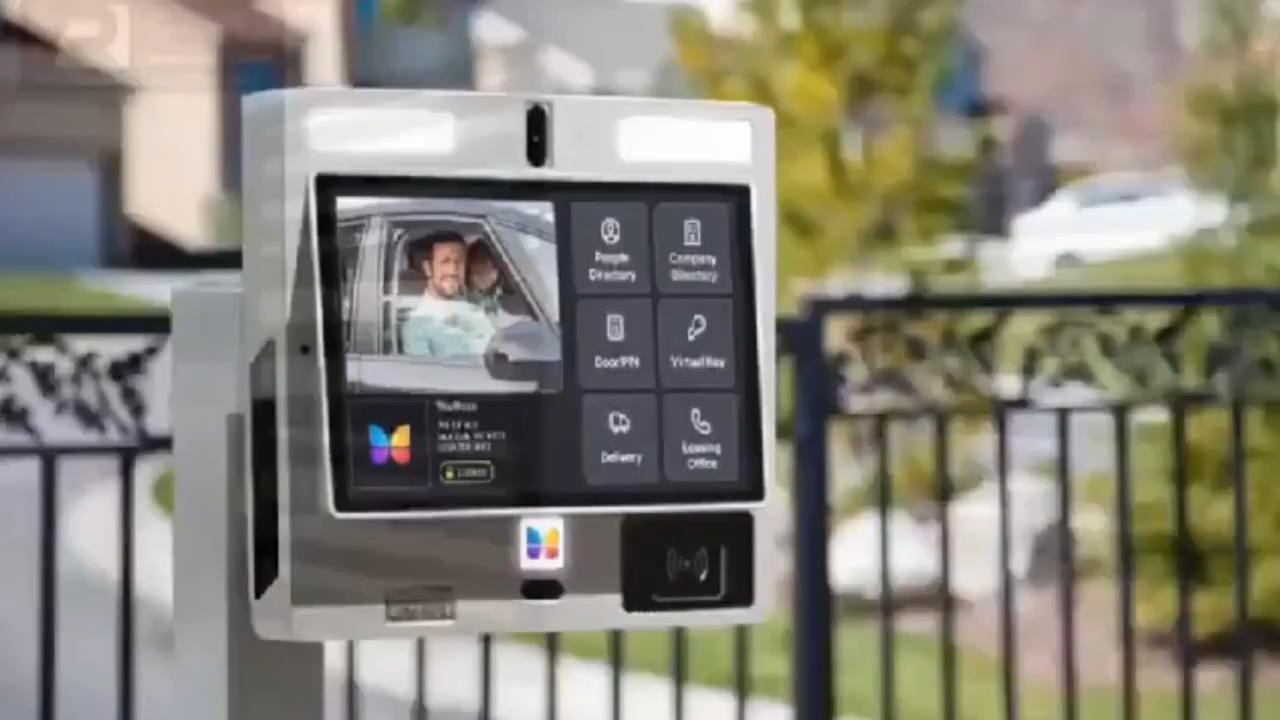 People
Directory
Company
Directory
Door PIN
Virtual Key
Delivery
Leasing
Office